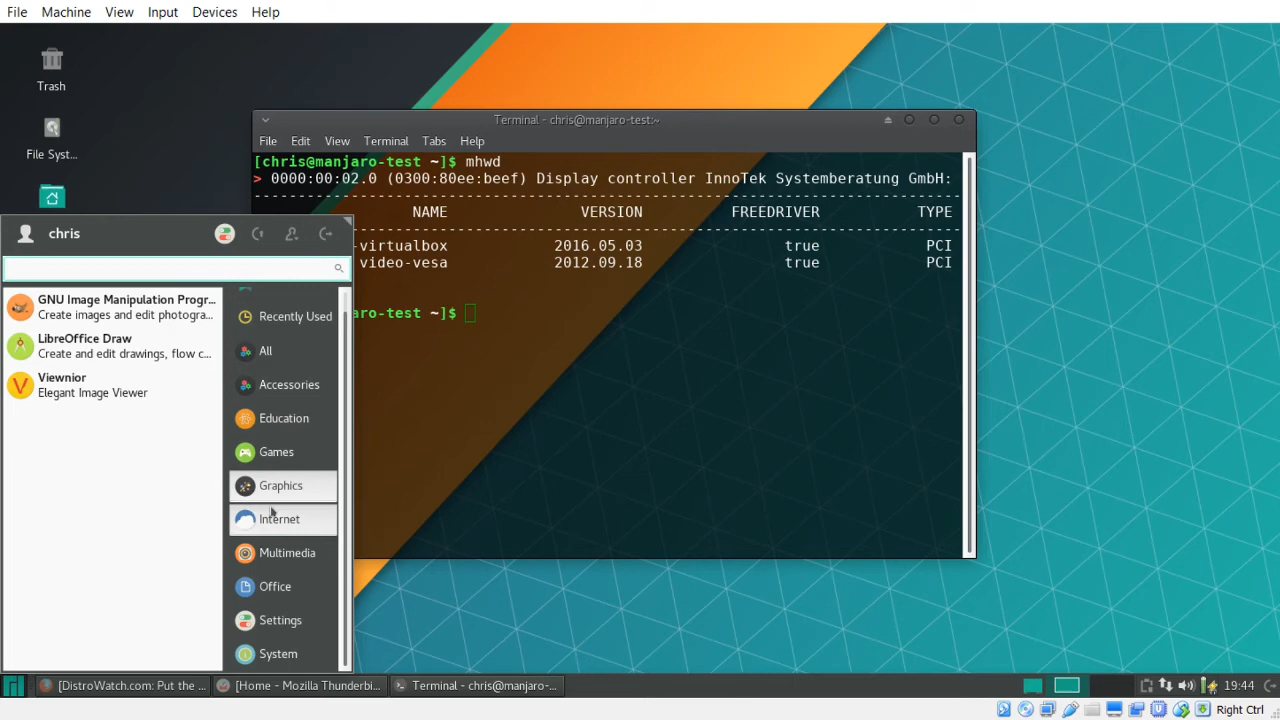 File Machine View Input Devices Help
Trash
File Syst...
Terminal - chris@manjaro-test:~
File Edit View Terminal Tabs Help
[chris@manjaro-test ~]$ mhwd
> 0000:00:02.0 (0300:80ee:beef) Display controller InnoTek Systemberatung GmbH:
--------------------------------------------------------------------------------
NAME VERSION FREEDRIVER TYPE
--------------------------------------------------------------------------------
-virtualbox 2016.05.03 true PCI
video-vesa 2012.09.18 true PCI
aro-test ~]$
chris
GNU Image Manipulation Progr...
Create images and edit photogra...
LibreOffice Draw
Create and edit drawings, flow c...
Viewnior
Elegant Image Viewer
Recently Used
All
Accessories
Education
Games
Graphics
Internet
Multimedia
Office
Settings
System
[DistroWatch.com: Put the ...
[Home - Mozilla Thunderbi...
Terminal - chris@manjaro-...
19:44
Right Ctrl